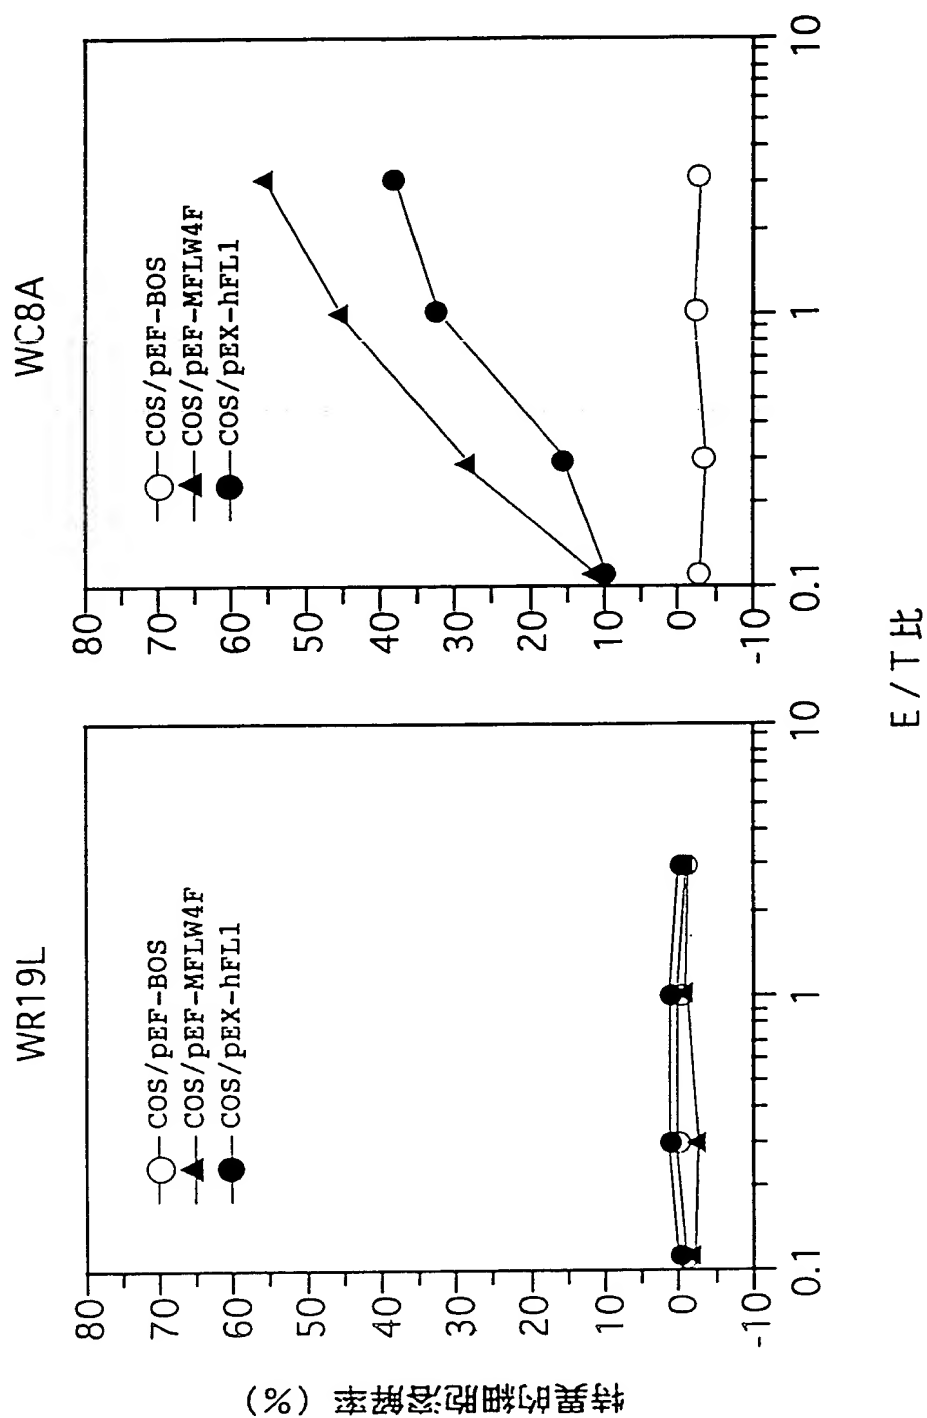 WR19L
COS/pEF-BOS
COS/pEF-MFLW4F
COS/pEX-hFL1
80
70
60
50
40
30
20
10
0
-10
0.1
1
10
WC8A
COS/pEF-BOS
COS/pEF-MFLW4F
COS/pEX-hFL1
80
70
60
50
40
30
20
10
0
-10
0.1
1
10
特異的細胞溶解率 (%)
E/T比